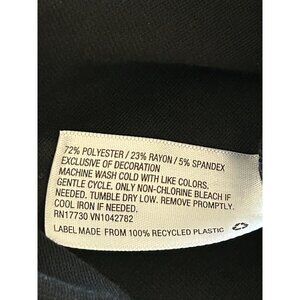 72% POLYESTER / 23% RAYON / 5% SPANDEX
EXCLUSIVE OF DECORATION
MACHINE WASH COLD WITH LIKE COLORS.
GENTLE CYCLE. ONLY NON-CHLORINE BLEACH IF
NEEDED. TUMBLE DRY LOW. REMOVE PROMPTLY.
COOL IRON IF NEEDED.
RN17730 VN1042782
LABEL MADE FROM 100% RECYCLED PLASTIC